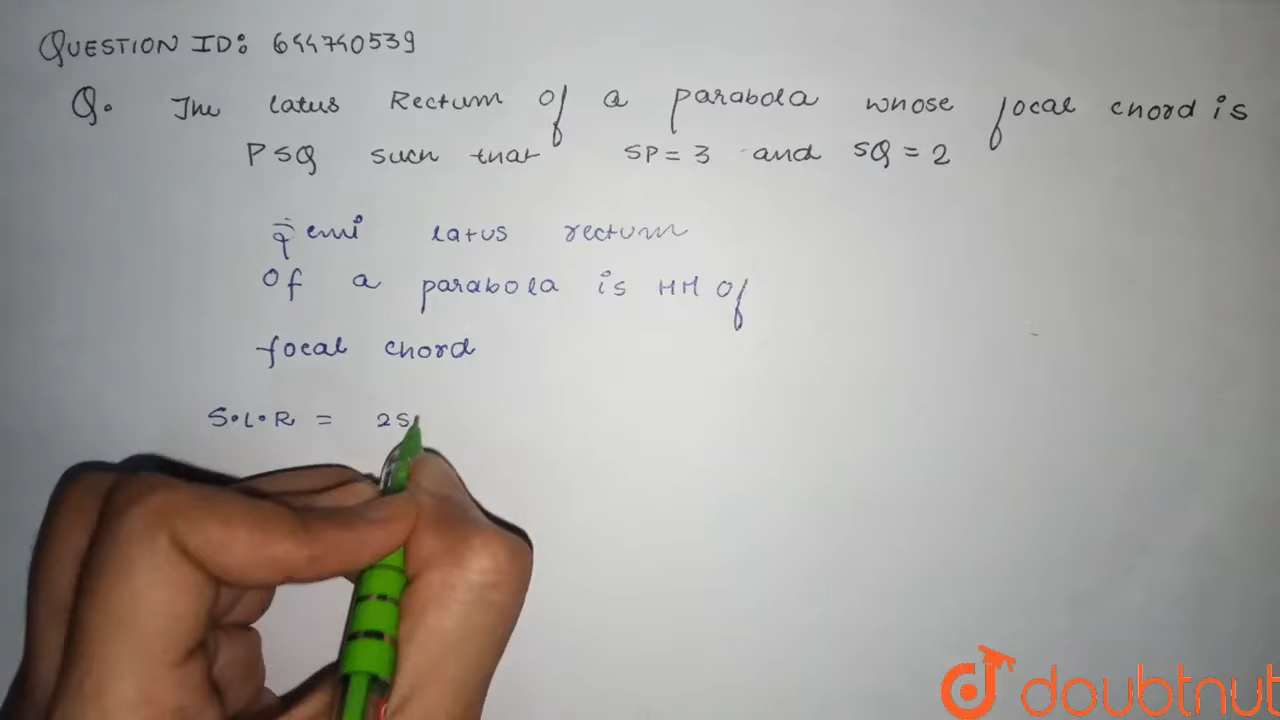 QUESTION ID: 644740539
Q. The latus Rectum Of a parabola whose focal chord is
PSQ such that SP = 3 and SQ = 2
Semi latus rectum
Of a parabola is HM Of
focal chord
S.L.R = 2S
doubtnut